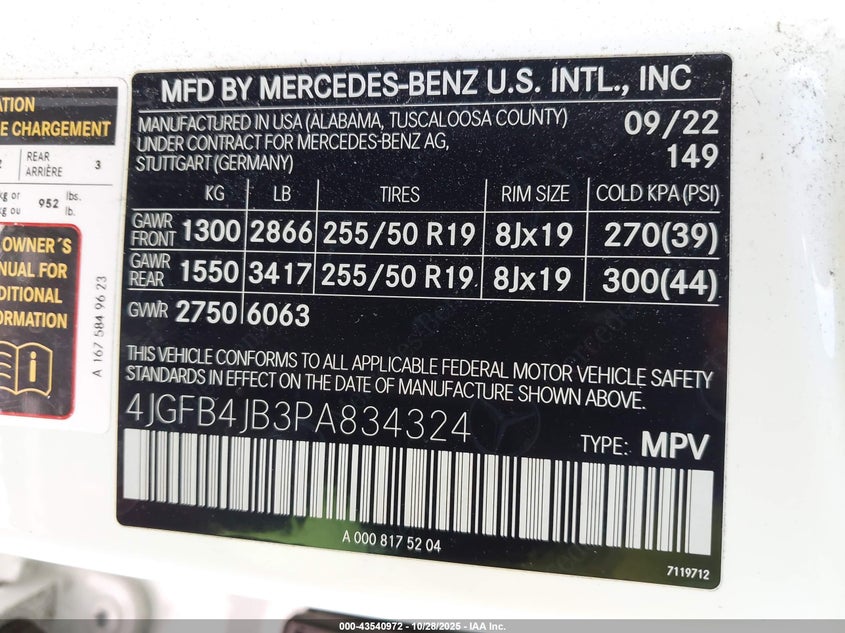 ATION
E CHARGEMENT
2 REAR ARRIÈRE 3
kg or
kg ou 952 lbs.
lb.
OWNER´S
NUAL FOR
DITIONAL
ORMATION
A 167 584 96 23
MFD BY MERCEDES-BENZ U.S. INTL., INC
MANUFACTURED IN USA (ALABAMA, TUSCALOOSA COUNTY)
UNDER CONTRACT FOR MERCEDES-BENZ AG,
STUTTGART (GERMANY)
09/22
149
KG LB TIRES RIM SIZE COLD KPA (PSI)
GAWR FRONT 1300 2866 255/50 R19 8Jx19 270(39)
GAWR REAR 1550 3417 255/50 R19 8Jx19 300(44)
GVWR 2750 6063
THIS VEHICLE CONFORMS TO ALL APPLICABLE FEDERAL MOTOR VEHICLE SAFETY
STANDARDS IN EFFECT ON THE DATE OF MANUFACTURE SHOWN ABOVE.
4JGFB4JB3PA834324
TYPE: MPV
A 000 817 52 04
7119712
000-43540972 - 10/28/2025 - IAA Inc.